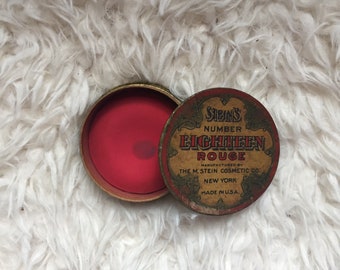 STEIN'S
NUMBER
EIGHTEEN
ROUGE
MANUFACTURED BY
THE M. STEIN COSMETIC CO.
NEW YORK
MADE IN U.S.A.